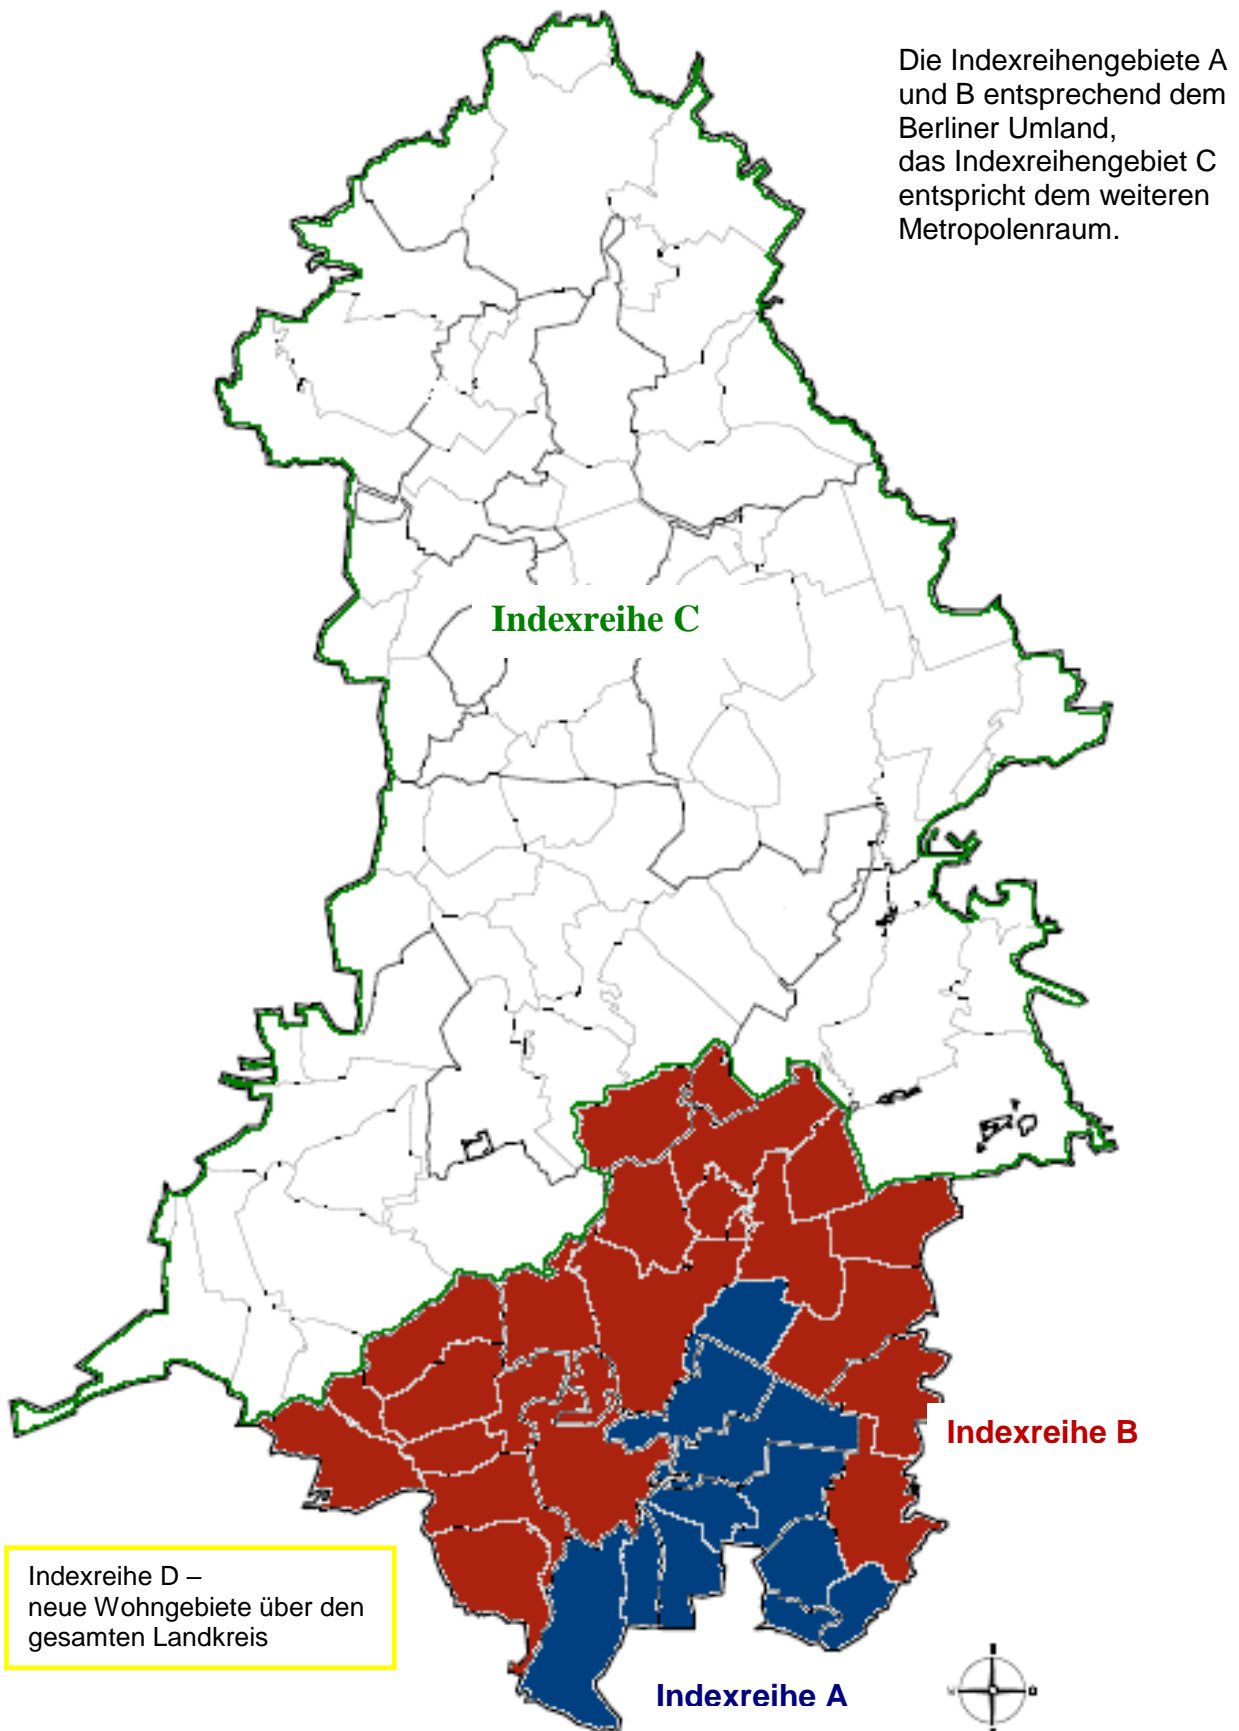 Die Indexreihengebiete A
und B entsprechend dem
Berliner Umland,
das Indexreihengebiet C
entspricht dem weiteren
Metropolenraum.
Indexreihe C
Indexreihe B
Indexreihe D –
neue Wohngebiete über den
gesamten Landkreis
Indexreihe A